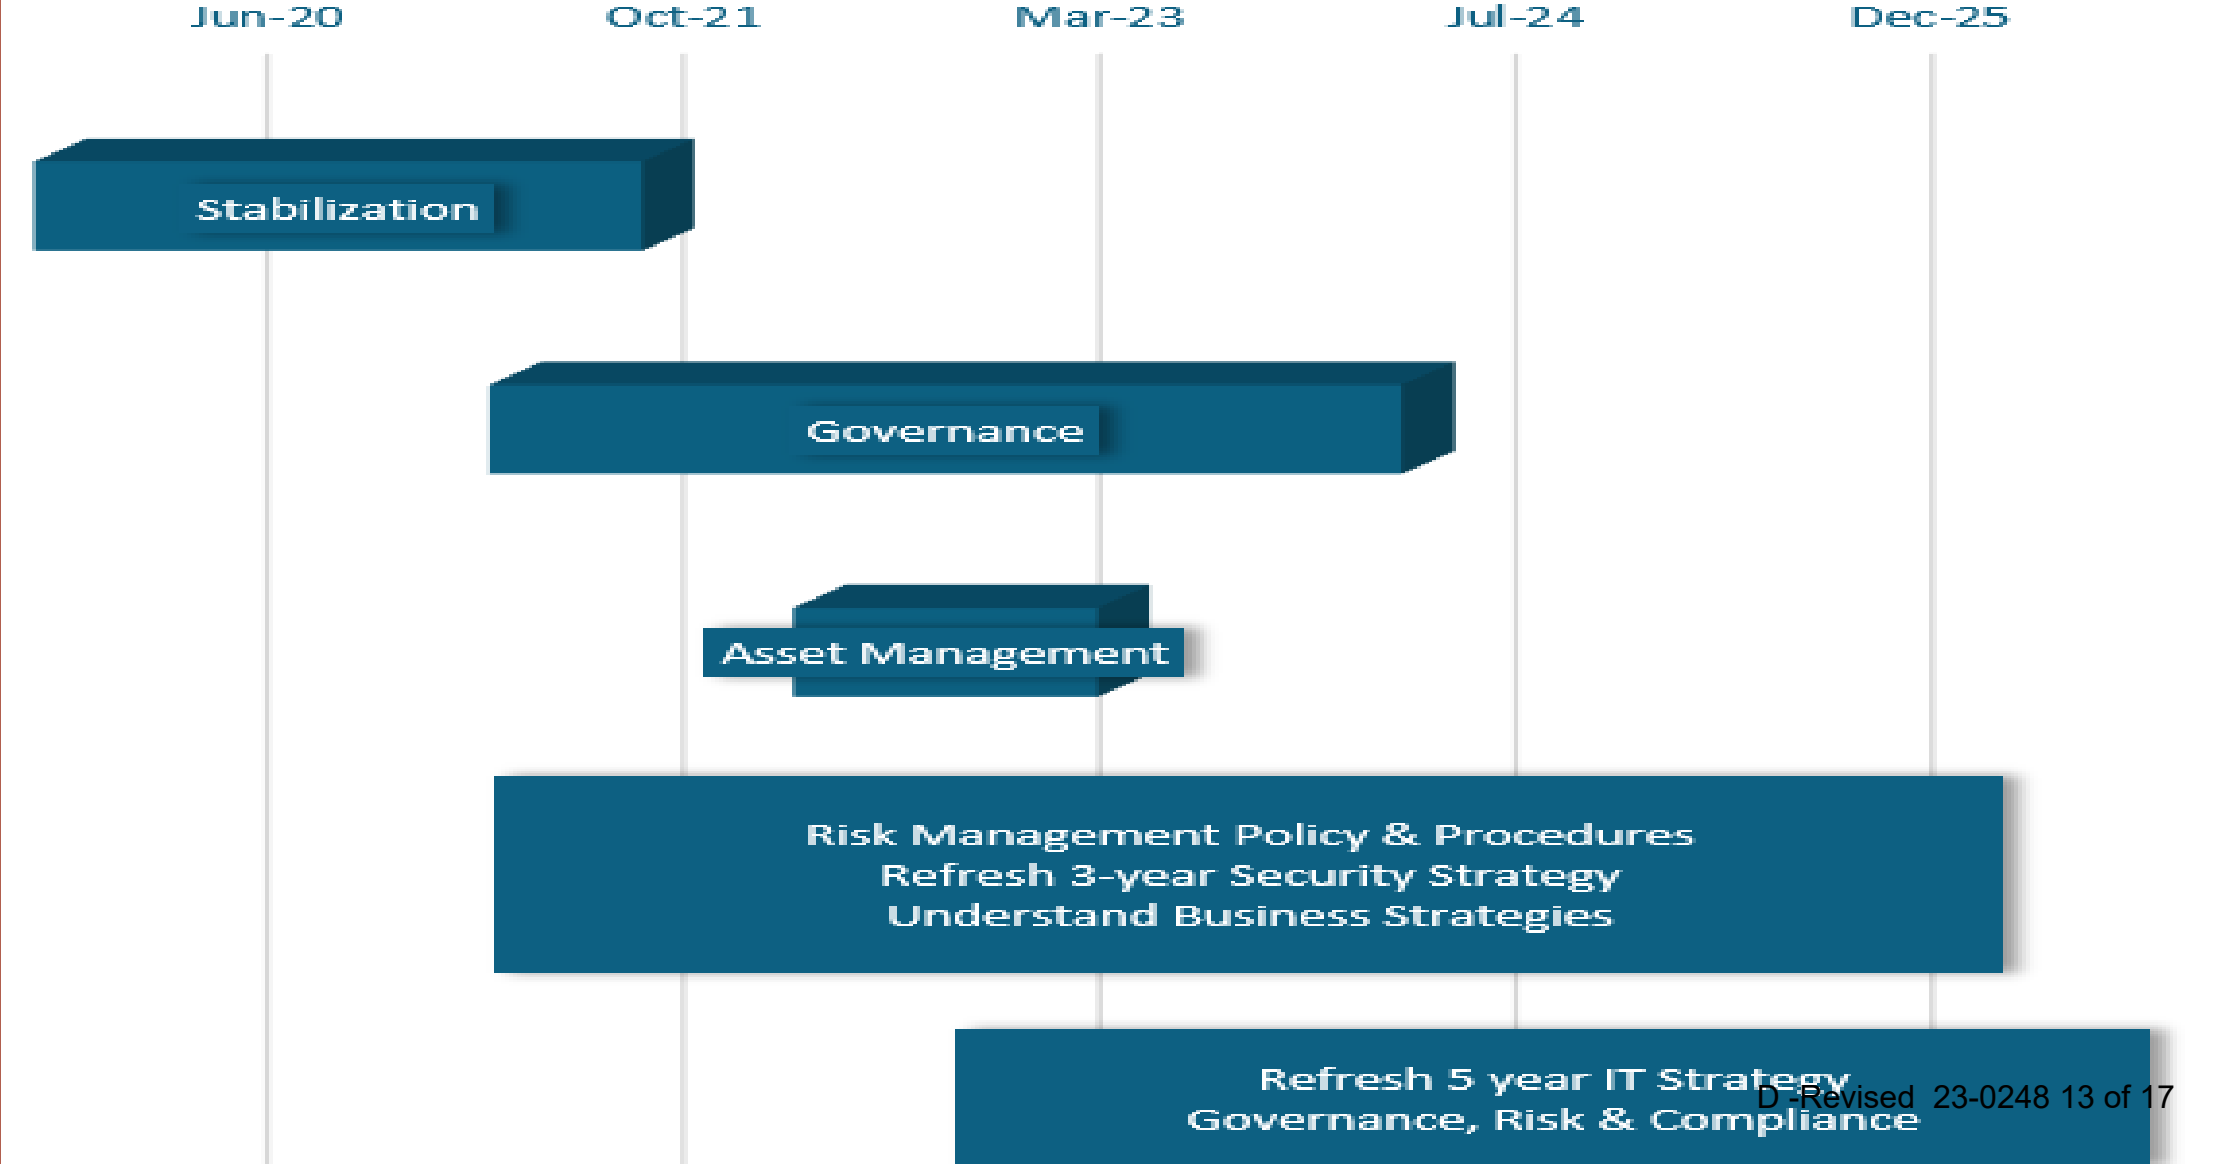 Jun-20 Oct-21 Mar-23 Jul-24 Dec-25
Stabilization
Governance
Asset Management
Risk Management Policy & Procedures
Refresh 3-year Security Strategy
Understand Business Strategies
Refresh 5 year IT Strategy
D -Revised 23-0248 13 of 17
Governance, Risk & Compliance